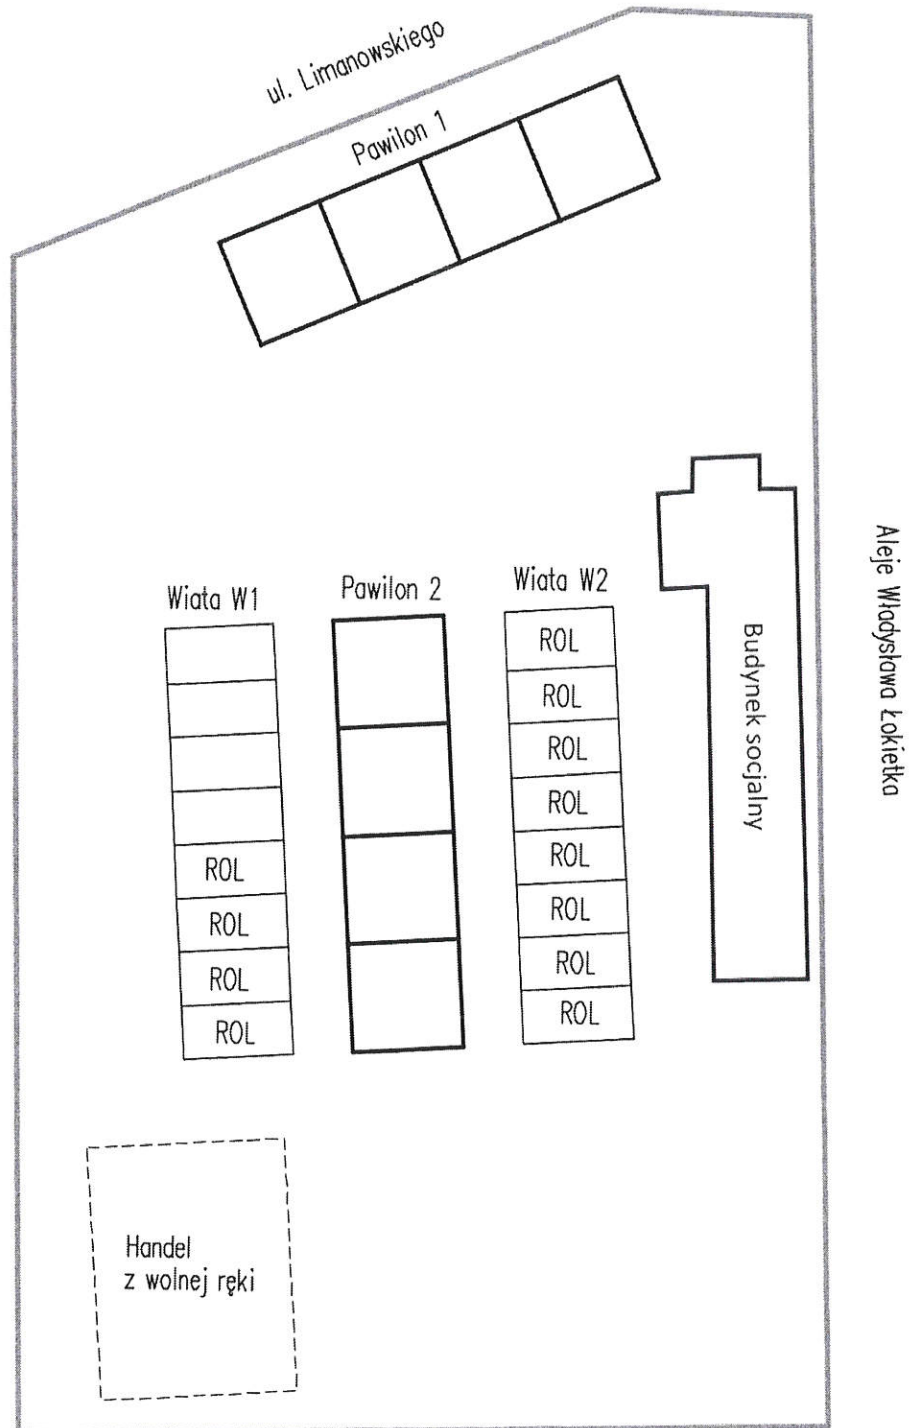 ul. Limanowskiego
Pawilon 1
Wiata W1
Pawilon 2
Wiata W2
ROL
ROL
ROL
ROL
ROL
ROL
ROL
ROL
ROL
ROL
ROL
ROL
Budynek socjalny
Aleje Władysława Łokietka
Handel
z wolnej ręki